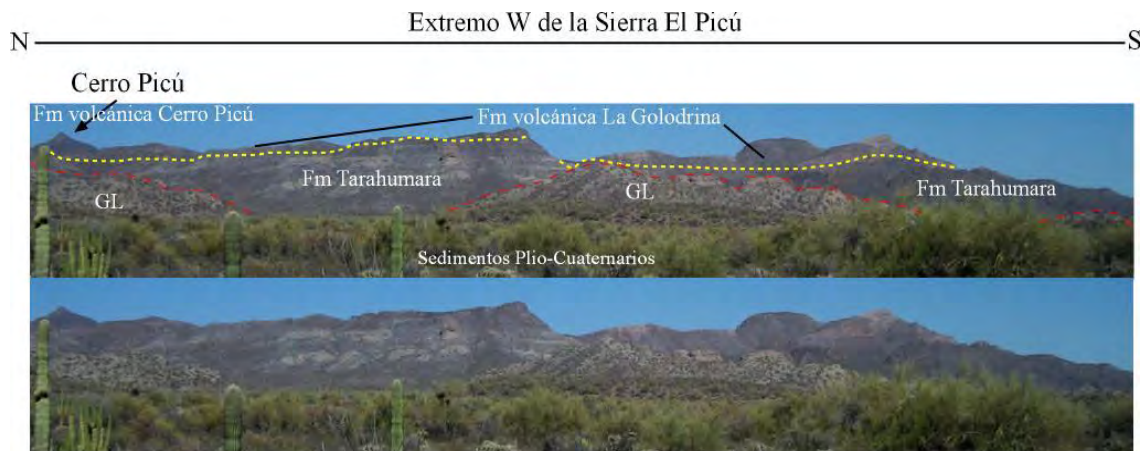 Extremo W de la Sierra El Picú
N
S
Cerro Picú
Fm volcánica Cerro Picú
Fm volcánica La Golodrina
Fm Tarahumara
GL
GL
Fm Tarahumara
Sedimentos Plio-Cuaternarios